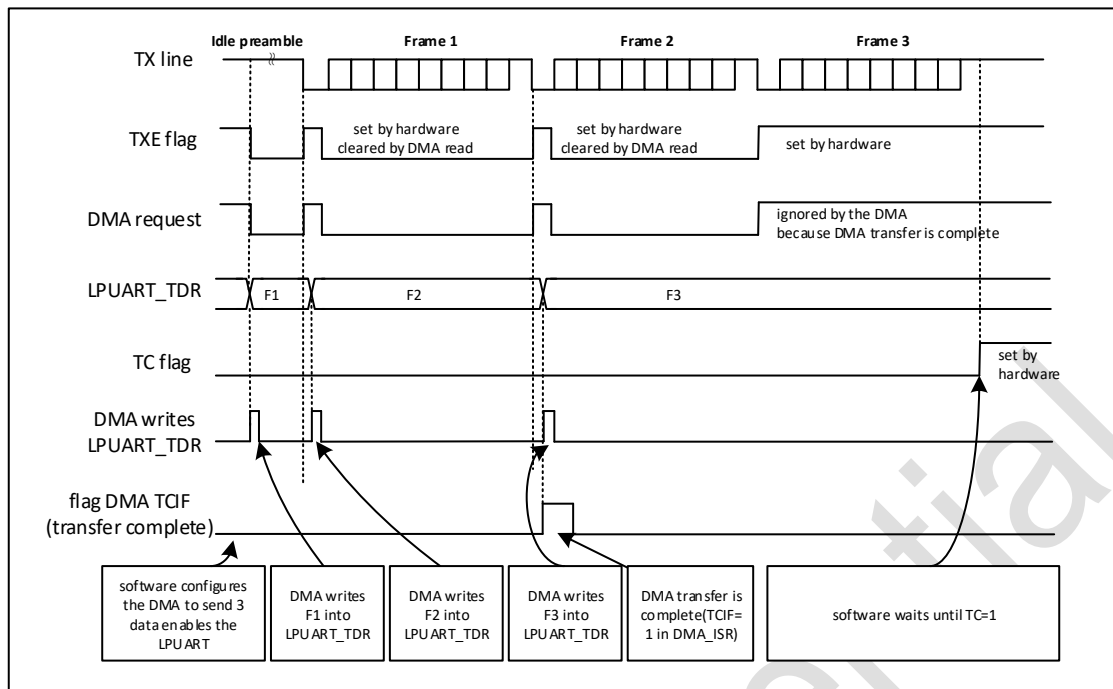 Idle preamble
Frame 1
Frame 2
Frame 3
TX line
TXE flag
set by hardware
cleared by DMA read
set by hardware
cleared by DMA read
set by hardware
DMA request
ignored by the DMA
because DMA transfer is complete
LPUART_TDR
F1
F2
F3
TC flag
set by
hardware
DMA writes
LPUART_TDR
flag DMA TCIF
(transfer complete)
software configures
the DMA to send 3
data enables the
LPUART
DMA writes
F1 into
LPUART_TDR
DMA writes
F2 into
LPUART_TDR
DMA writes
F3 into
LPUART_TDR
DMA transfer is
complete(TCIF=
1 in DMA_ISR)
software waits until TC=1